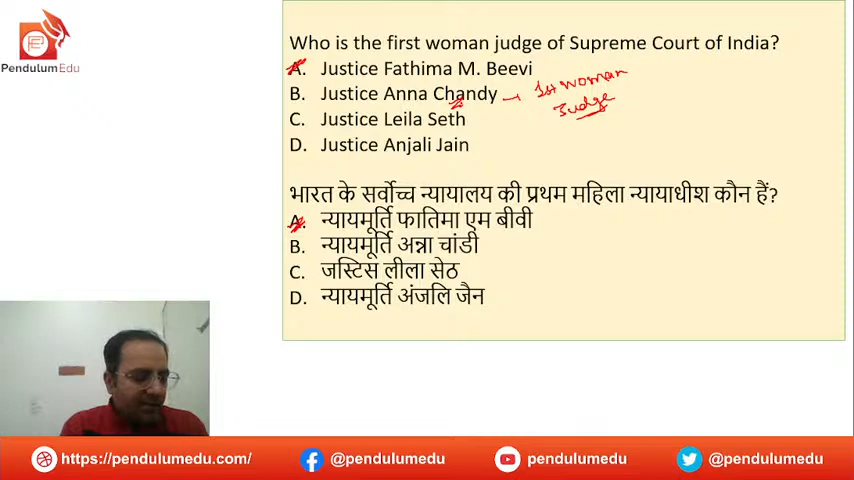 PendulumEdu
Who is the first woman judge of Supreme Court of India?
A. Justice Fathima M. Beevi
B. Justice Anna Chandy → 1st woman
Judge
C. Justice Leila Seth
D. Justice Anjali Jain
भारत के सर्वोच्च न्यायालय की प्रथम महिला न्यायाधीश कौन हैं?
A. न्यायमूर्ति फातिमा एम बीवी
B. न्यायमूर्ति अन्ना चांडी
C. जस्टिस लीला सेठ
D. न्यायमूर्ति अंजलि जैन
https://pendulumedu.com/ @pendulumedu pendulumedu @pendulumedu